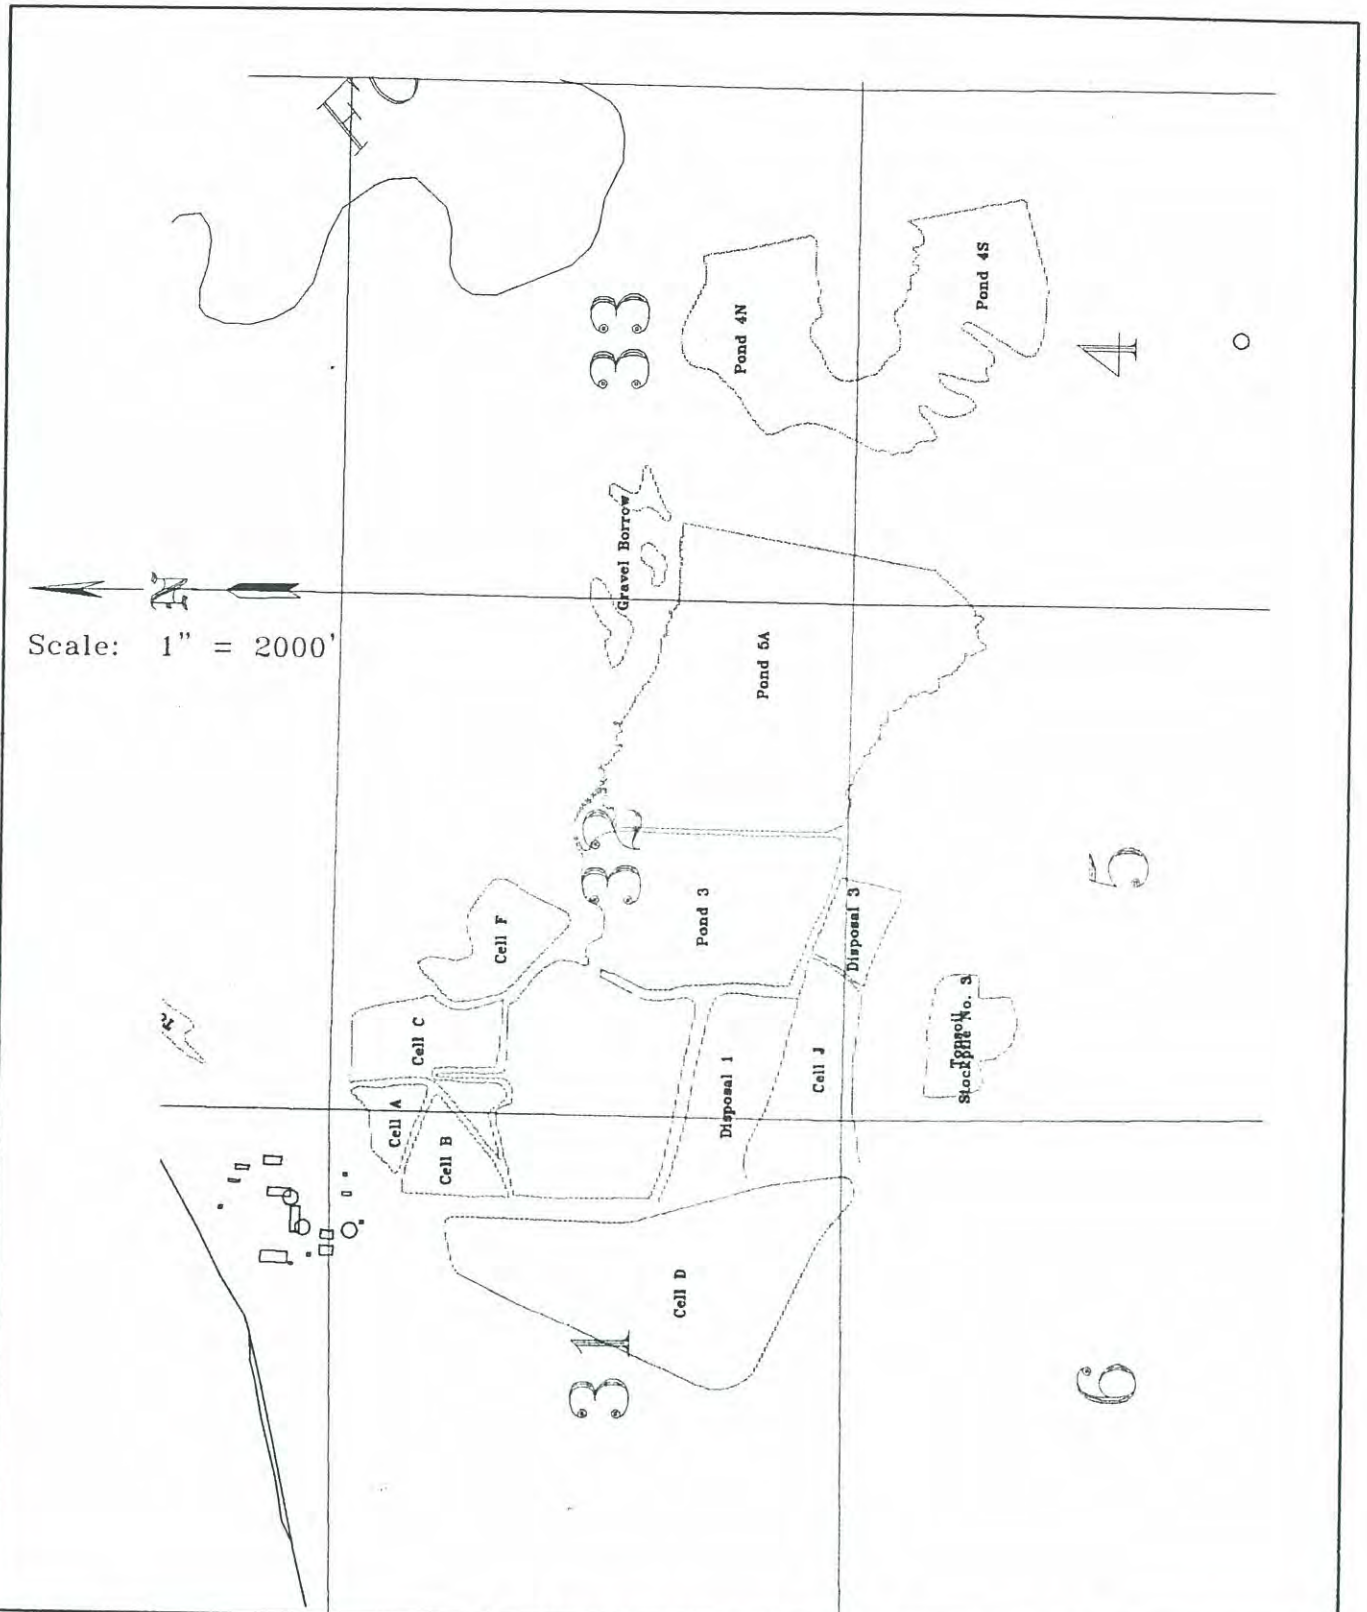 N
Scale: 1" = 2000'
33
Pond 4N
Pond 4S
4
Gravel Borrow
Pond 5A
32
Pond 3
Disposal 3
5
Cell F
Cell C
Cell A
Cell B
Disposal 1
Cell J
Topsoil
Stockpile No. 3
Cell D
31
6